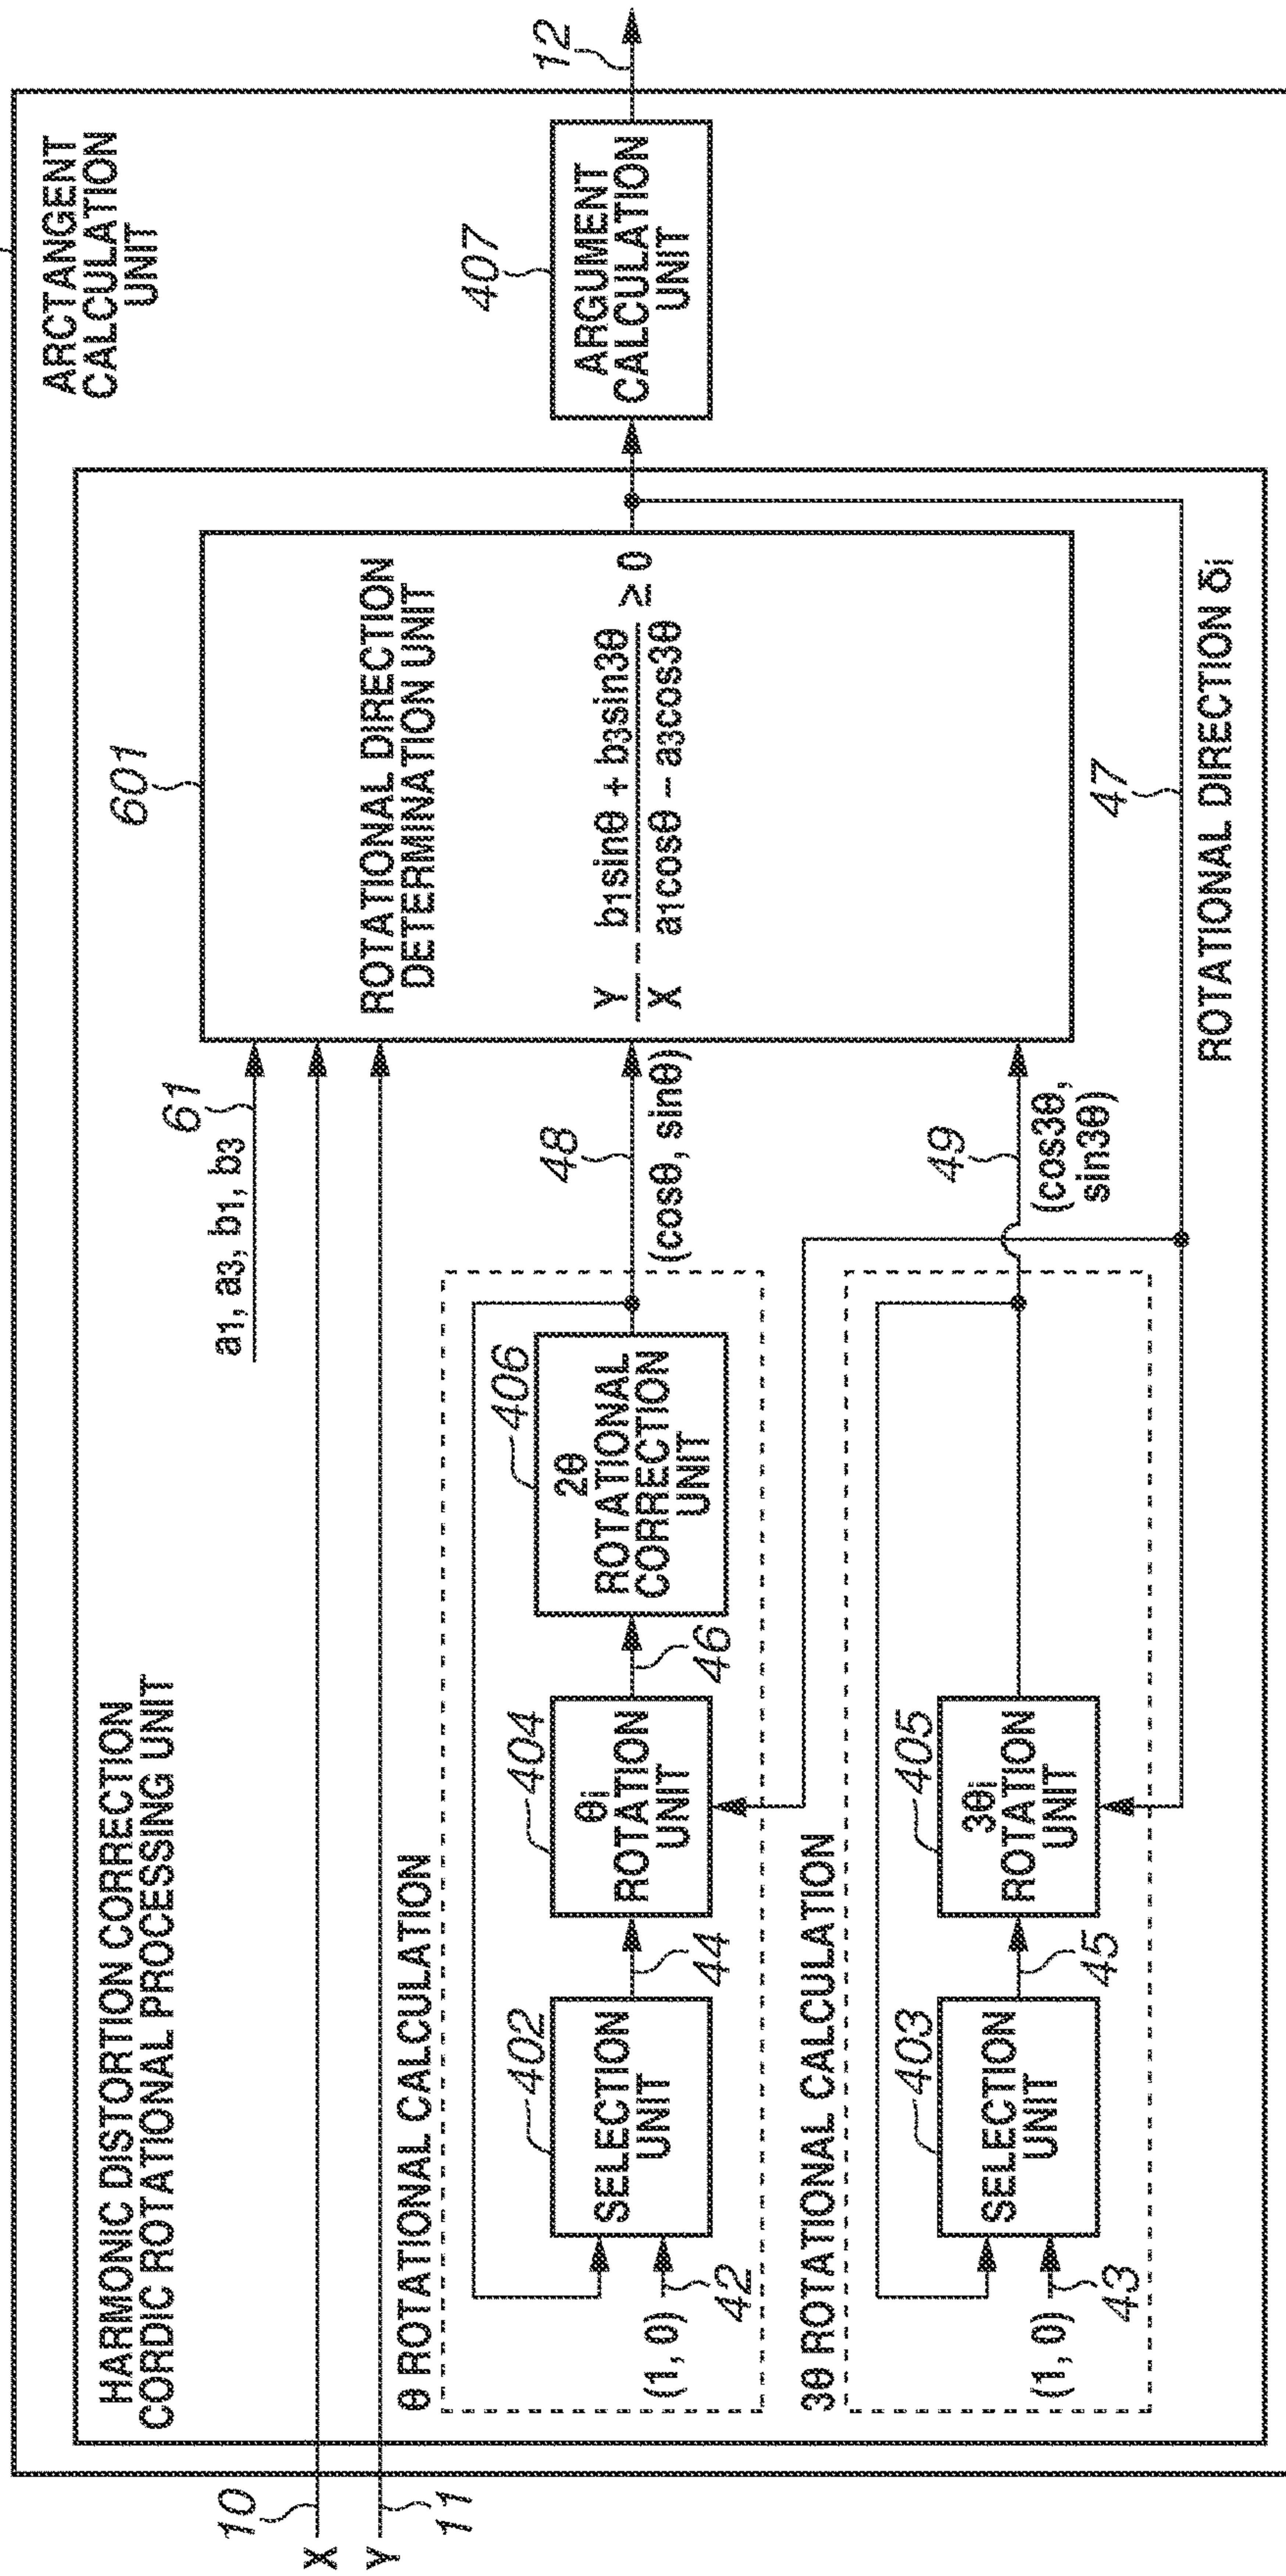 ARCTANGENT
CALCULATION
UNIT
HARMONIC DISTORTION CORRECTION
CORDIC ROTATIONAL PROCESSING UNIT
10
X
Y
11
a1, a3, b1, b3
61
601
ROTATIONAL DIRECTION
DETERMINATION UNIT
Y/X - (b1sinθ + b3sin3θ)/(a1cosθ - a3cos3θ) ≥ 0
407
ARGUMENT
CALCULATION
UNIT
12
θ ROTATIONAL CALCULATION
402
SELECTION
UNIT
(1, 0)
42
44
404
θi
ROTATION
UNIT
46
406
2θ
ROTATIONAL
CORRECTION
UNIT
48
(cosθ, sinθ)
3θ ROTATIONAL CALCULATION
403
SELECTION
UNIT
(1, 0)
43
45
405
3θi
ROTATION
UNIT
49
(cos3θ,
sin3θ)
47
ROTATIONAL DIRECTION δi